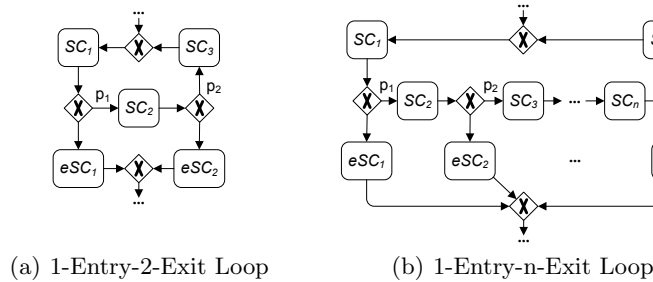 ... ...
SC1 SC3 SC1 S
p1 p2 p1 p2
SC2 SC2 SC3 ... SCn
eSC1 eSC2 eSC1 eSC2 ...
... ...
(a) 1-Entry-2-Exit Loop (b) 1-Entry-n-Exit Loop